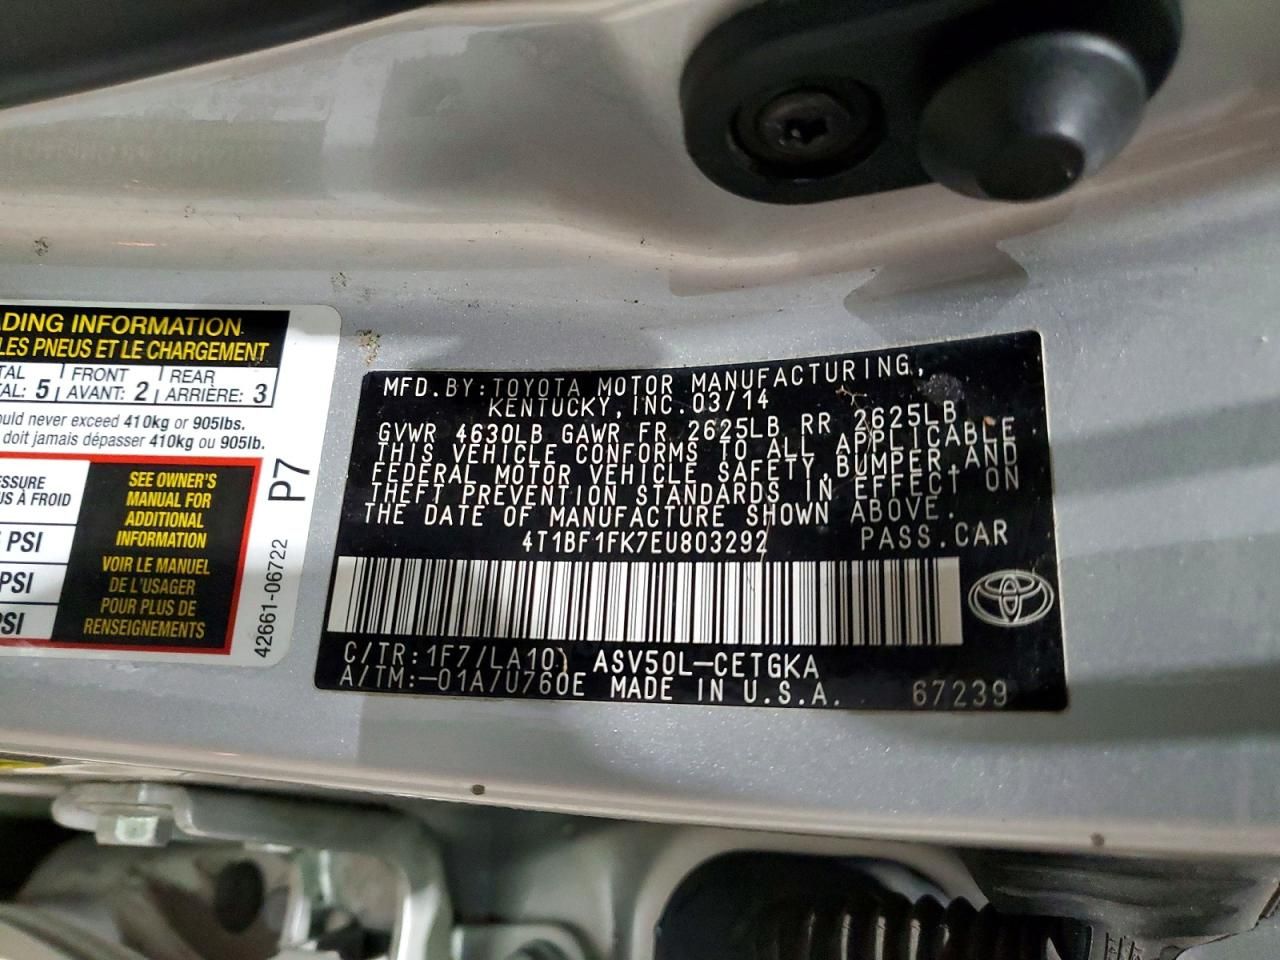 ADING INFORMATION
LES PNEUS ET LE CHARGEMENT
TAL FRONT REAR
AL: 5 AVANT: 2 ARRIÈRE: 3
ould never exceed 410kg or 905lbs.
doit jamais dépasser 410kg ou 905lb.
ESSURE
US À FROID
PSI
PSI
PSI
SEE OWNER'S
MANUAL FOR
ADDITIONAL
INFORMATION
VOIR LE MANUEL
DE L'USAGER
POUR PLUS DE
RENSEIGNEMENTS
42661-06722 P7
MFD. BY: TOYOTA MOTOR MANUFACTURING,
KENTUCKY, INC. 03/14
GVWR 4630LB GAWR FR 2625LB RR 2625LB
THIS VEHICLE CONFORMS TO ALL APPLICABLE
FEDERAL MOTOR VEHICLE SAFETY, BUMPER, AND
THEFT PREVENTION STANDARDS IN EFFECT ON
THE DATE OF MANUFACTURE SHOWN ABOVE.
4T1BF1FK7EU803292 PASS. CAR
C/TR: 1F7/LA10 ASV50L-CETGKA
A/TM: -01A/U760E MADE IN U.S.A. 67239